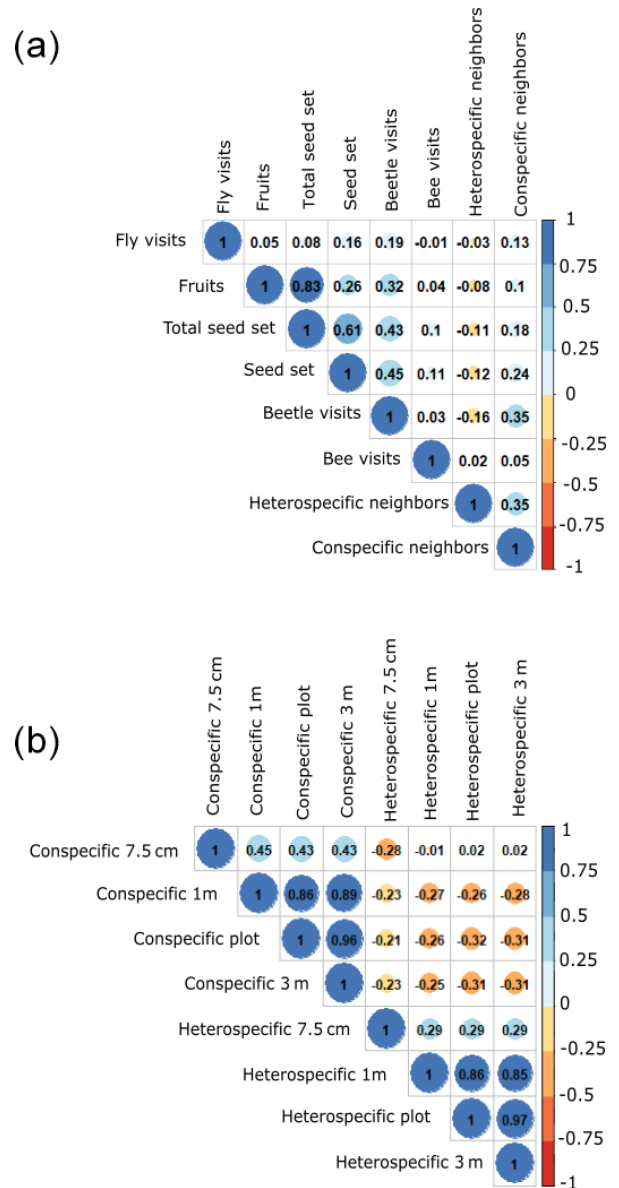 (a)
Fly visits
Fruits
Total seed set
Seed set
Beetle visits
Bee visits
Heterospecific neighbors
Conspecific neighbors
Fly visits 1 0.05 0.08 0.16 0.19 -0.01 -0.03 0.13
Fruits 1 0.83 0.26 0.32 0.04 -0.08 0.1
Total seed set 1 0.61 0.43 0.1 -0.11 0.18
Seed set 1 0.45 0.11 -0.12 0.24
Beetle visits 1 0.03 -0.16 0.35
Bee visits 1 0.02 0.05
Heterospecific neighbors 1 0.35
Conspecific neighbors 1
1
0.75
0.5
0.25
0
-0.25
-0.5
-0.75
-1
(b)
Conspecific 7.5 cm
Conspecific 1m
Conspecific plot
Conspecific 3 m
Heterospecific 7.5 cm
Heterospecific 1m
Heterospecific plot
Heterospecific 3 m
Conspecific 7.5 cm 1 0.45 0.43 0.43 -0.28 -0.01 0.02 0.02
Conspecific 1m 1 0.86 0.89 -0.23 -0.27 -0.26 -0.28
Conspecific plot 1 0.96 -0.21 -0.26 -0.32 -0.31
Conspecific 3 m 1 -0.23 -0.25 -0.31 -0.31
Heterospecific 7.5 cm 1 0.29 0.29 0.29
Heterospecific 1m 1 0.86 0.85
Heterospecific plot 1 0.97
Heterospecific 3 m 1
1
0.75
0.5
0.25
0
-0.25
-0.5
-0.75
-1